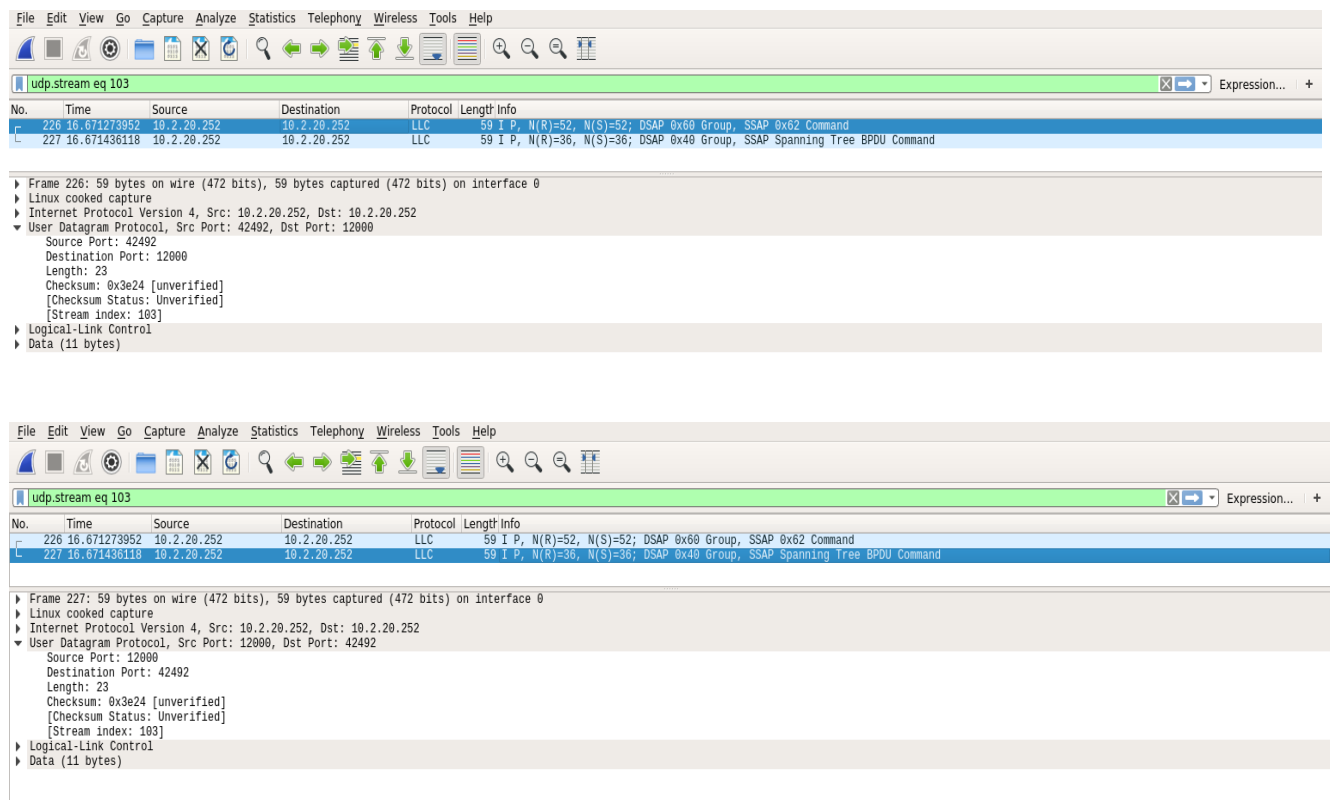 File Edit View Go Capture Analyze Statistics Telephony Wireless Tools Help
udp.stream eq 103 Expression... +
No. Time Source Destination Protocol Length Info
226 16.671273952 10.2.20.252 10.2.20.252 LLC 59 I P, N(R)=52, N(S)=52; DSAP 0x60 Group, SSAP 0x62 Command
227 16.671436118 10.2.20.252 10.2.20.252 LLC 59 I P, N(R)=36, N(S)=36; DSAP 0x40 Group, SSAP Spanning Tree BPDU Command
Frame 226: 59 bytes on wire (472 bits), 59 bytes captured (472 bits) on interface 0
Linux cooked capture
Internet Protocol Version 4, Src: 10.2.20.252, Dst: 10.2.20.252
User Datagram Protocol, Src Port: 42492, Dst Port: 12000
Source Port: 42492
Destination Port: 12000
Length: 23
Checksum: 0x3e24 [unverified]
[Checksum Status: Unverified]
[Stream index: 103]
Logical-Link Control
Data (11 bytes)
File Edit View Go Capture Analyze Statistics Telephony Wireless Tools Help
udp.stream eq 103 Expression... +
No. Time Source Destination Protocol Length Info
226 16.671273952 10.2.20.252 10.2.20.252 LLC 59 I P, N(R)=52, N(S)=52; DSAP 0x60 Group, SSAP 0x62 Command
227 16.671436118 10.2.20.252 10.2.20.252 LLC 59 I P, N(R)=36, N(S)=36; DSAP 0x40 Group, SSAP Spanning Tree BPDU Command
Frame 227: 59 bytes on wire (472 bits), 59 bytes captured (472 bits) on interface 0
Linux cooked capture
Internet Protocol Version 4, Src: 10.2.20.252, Dst: 10.2.20.252
User Datagram Protocol, Src Port: 12000, Dst Port: 42492
Source Port: 12000
Destination Port: 42492
Length: 23
Checksum: 0x3e24 [unverified]
[Checksum Status: Unverified]
[Stream index: 103]
Logical-Link Control
Data (11 bytes)